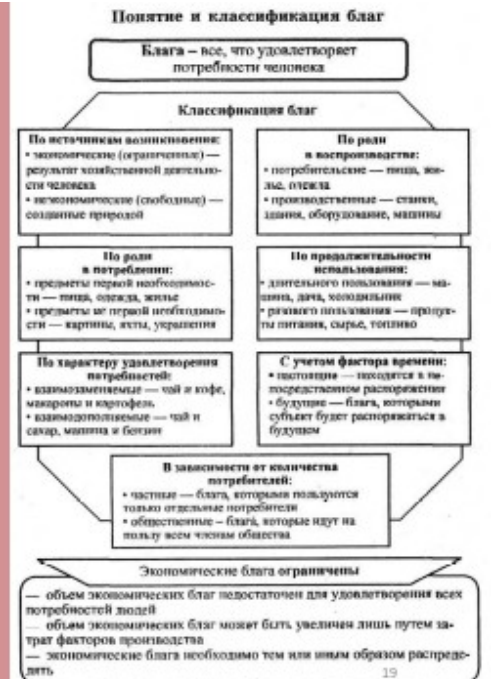 Понятие и классификация благ
Блага – все, что удовлетворяет
потребности человека
Классификация благ
По источникам возникновения:
• экономические (ограниченные) —
результат хозяйственной деятельно-
сти человека
• неэкономические (свободные) —
созданные природой
По роли
в воспроизводстве:
• потребительские — пища, жи-
лье, одежда
• производственные — станки,
здания, оборудование, машины
По роли
в потреблении:
• предметы первой необходимос-
ти — пища, одежда, жилье
• предметы не первой необходимо-
сти — картины, яхты, украшения
По продолжительности
использования:
• длительного пользования — ма-
шина, дача, холодильник
• разового пользования — продук-
ты питания, сырье, топливо
По характеру удовлетворения
потребностей:
• взаимозаменяемые — чай и кофе,
макароны и картофель
• взаимодополняемые — чай и
сахар, машина и бензин
С учетом фактора времени:
• настоящие — находятся в не-
посредственном распоряжении
• будущие — блага, которыми
субъект будет распоряжаться в
будущем
В зависимости от количества
потребителей:
• частные — блага, которыми пользуются
только отдельные потребители
• общественные – блага, которые идут на
пользу всем членам общества
Экономические блага ограничены
— объем экономических благ недостаточен для удовлетворения всех
потребностей людей
— объем экономических благ может быть увеличен лишь путем за-
трат факторов производства
— экономические блага необходимо тем или иным образом распреде-
лять
19